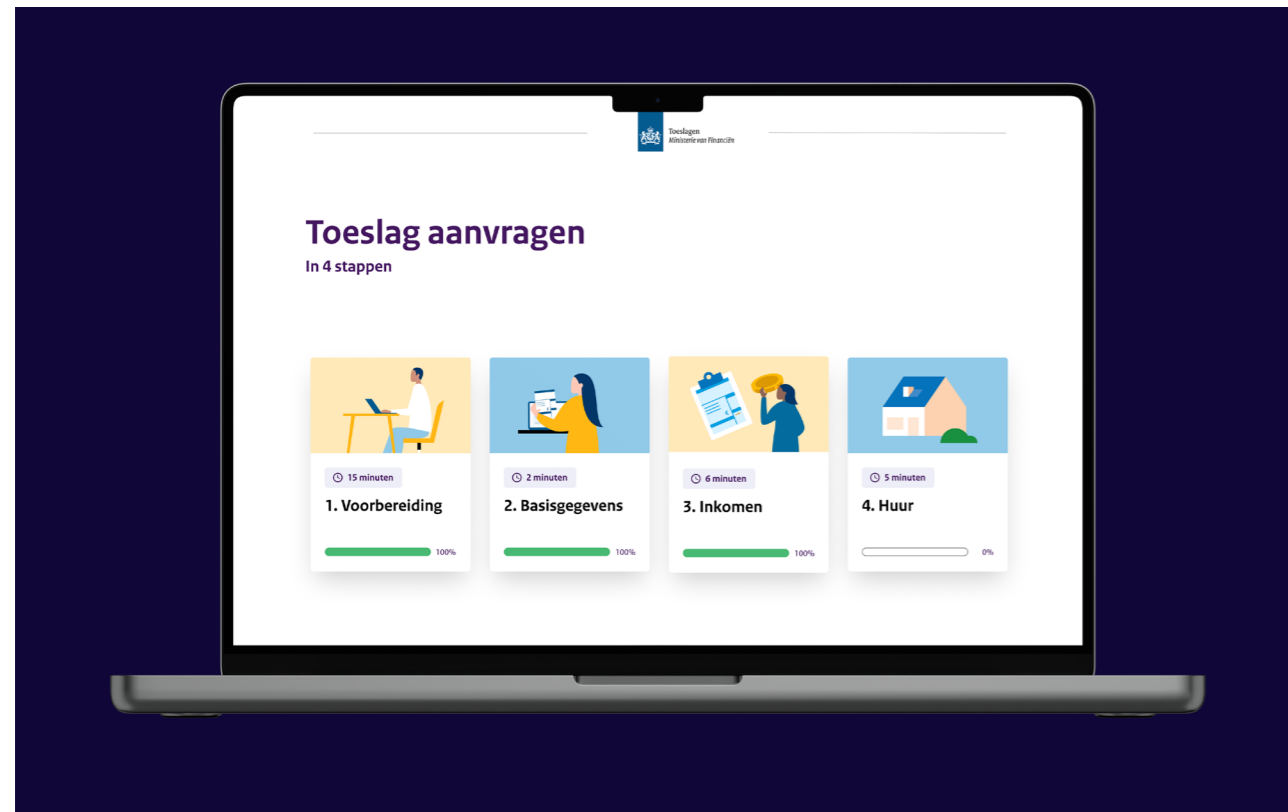 Toeslagen
Ministerie van Financiën
Toeslag aanvragen
In 4 stappen
15 minuten
1. Voorbereiding
100%
2 minuten
2. Basisgegevens
100%
6 minuten
3. Inkomen
100%
5 minuten
4. Huur
0%